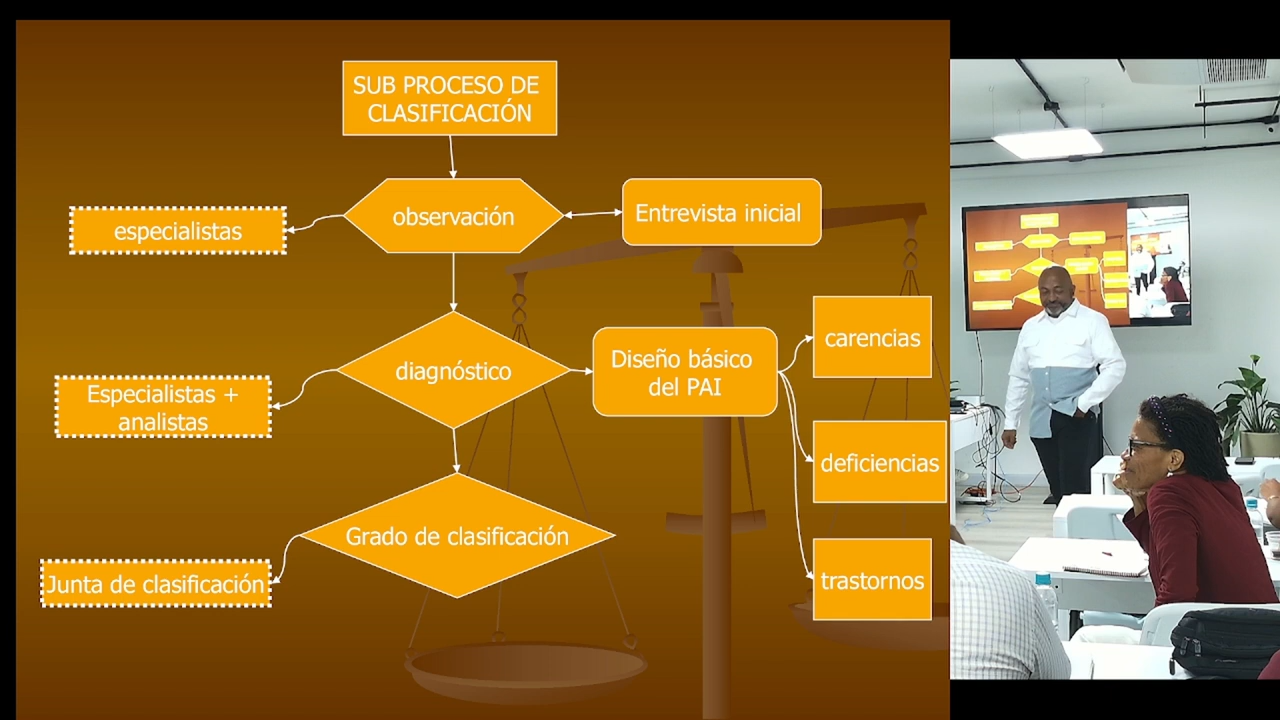 SUB PROCESO DE
CLASIFICACIÓN
especialistas
observación
Entrevista inicial
Especialistas +
analistas
diagnóstico
Diseño básico
del PAI
carencias
deficiencias
trastornos
Junta de clasificación
Grado de clasificación